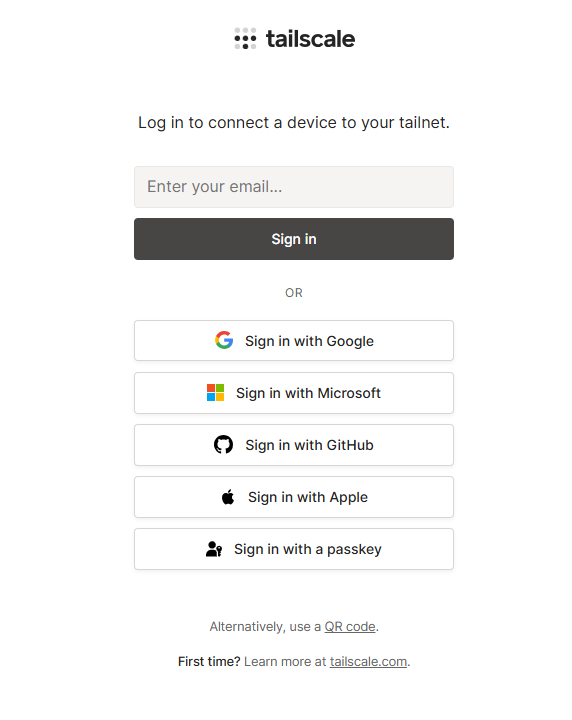 tailscale
Log in to connect a device to your tailnet.
Enter your email...
Sign in
OR
Sign in with Google
Sign in with Microsoft
Sign in with GitHub
Sign in with Apple
Sign in with a passkey
Alternatively, use a QR code.
First time? Learn more at tailscale.com.